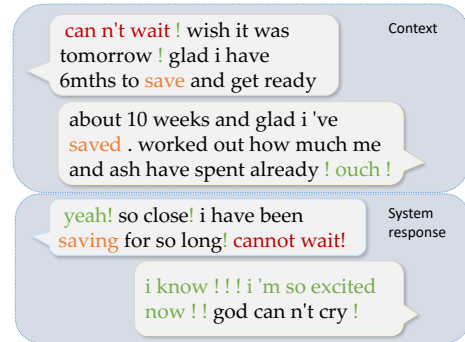 can n't wait ! wish it was
Context
tomorrow ! glad i have
6mths to save and get ready
about 10 weeks and glad i 've
saved . worked out how much me
and ash have spent already ! ouch !
yeah! so close! i have been
System
response
saving for so long! cannot wait!
i know ! ! ! i 'm so excited
now ! ! god can n't cry !